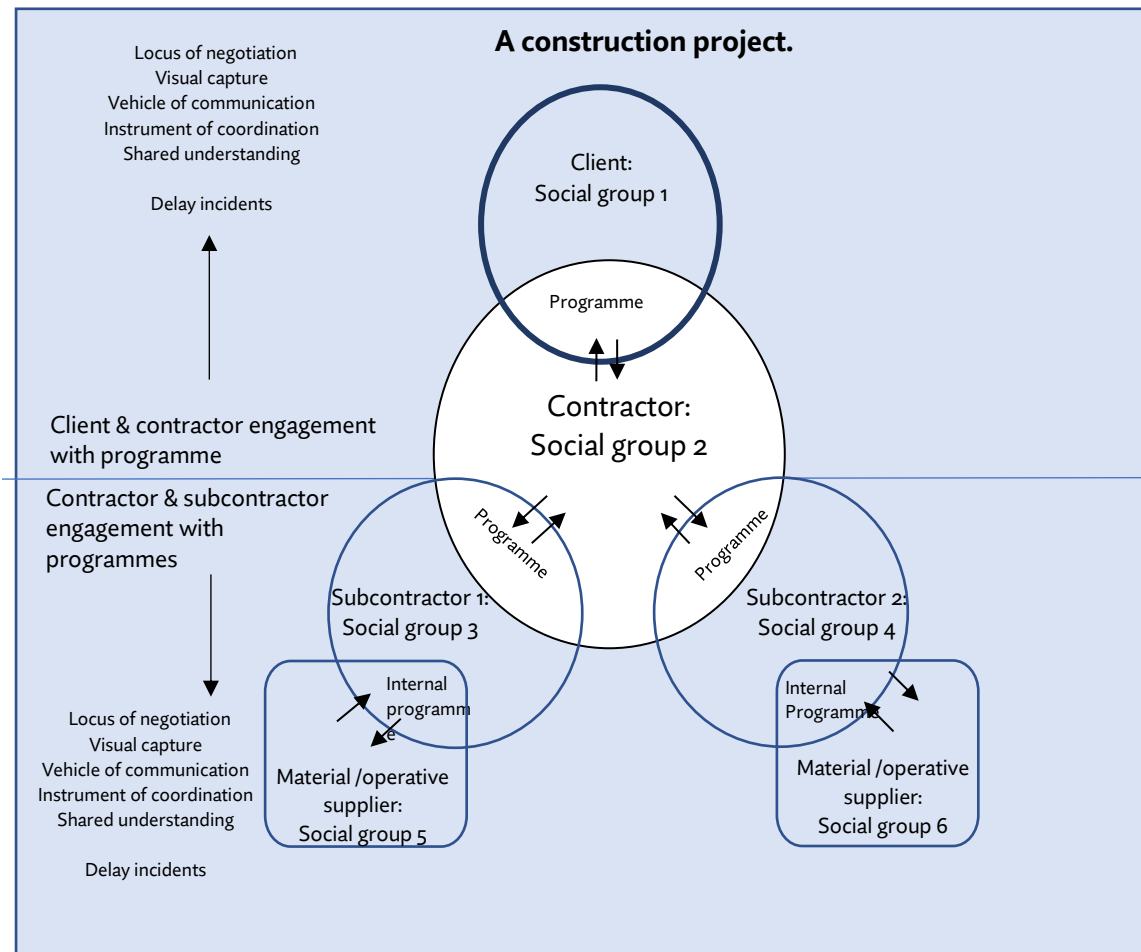 A construction project.
Locus of negotiation
Visual capture
Vehicle of communication
Instrument of coordination
Shared understanding
Delay incidents
Client:
Social group 1
Programme
Contractor:
Social group 2
Client & contractor engagement
with programme
Contractor & subcontractor
engagement with
programmes
Programme
Programme
Subcontractor 1:
Social group 3
Subcontractor 2:
Social group 4
Internal
programm
e
Material /operative
supplier:
Social group 5
Internal
Programme
Material /operative
supplier:
Social group 6
Locus of negotiation
Visual capture
Vehicle of communication
Instrument of coordination
Shared understanding
Delay incidents